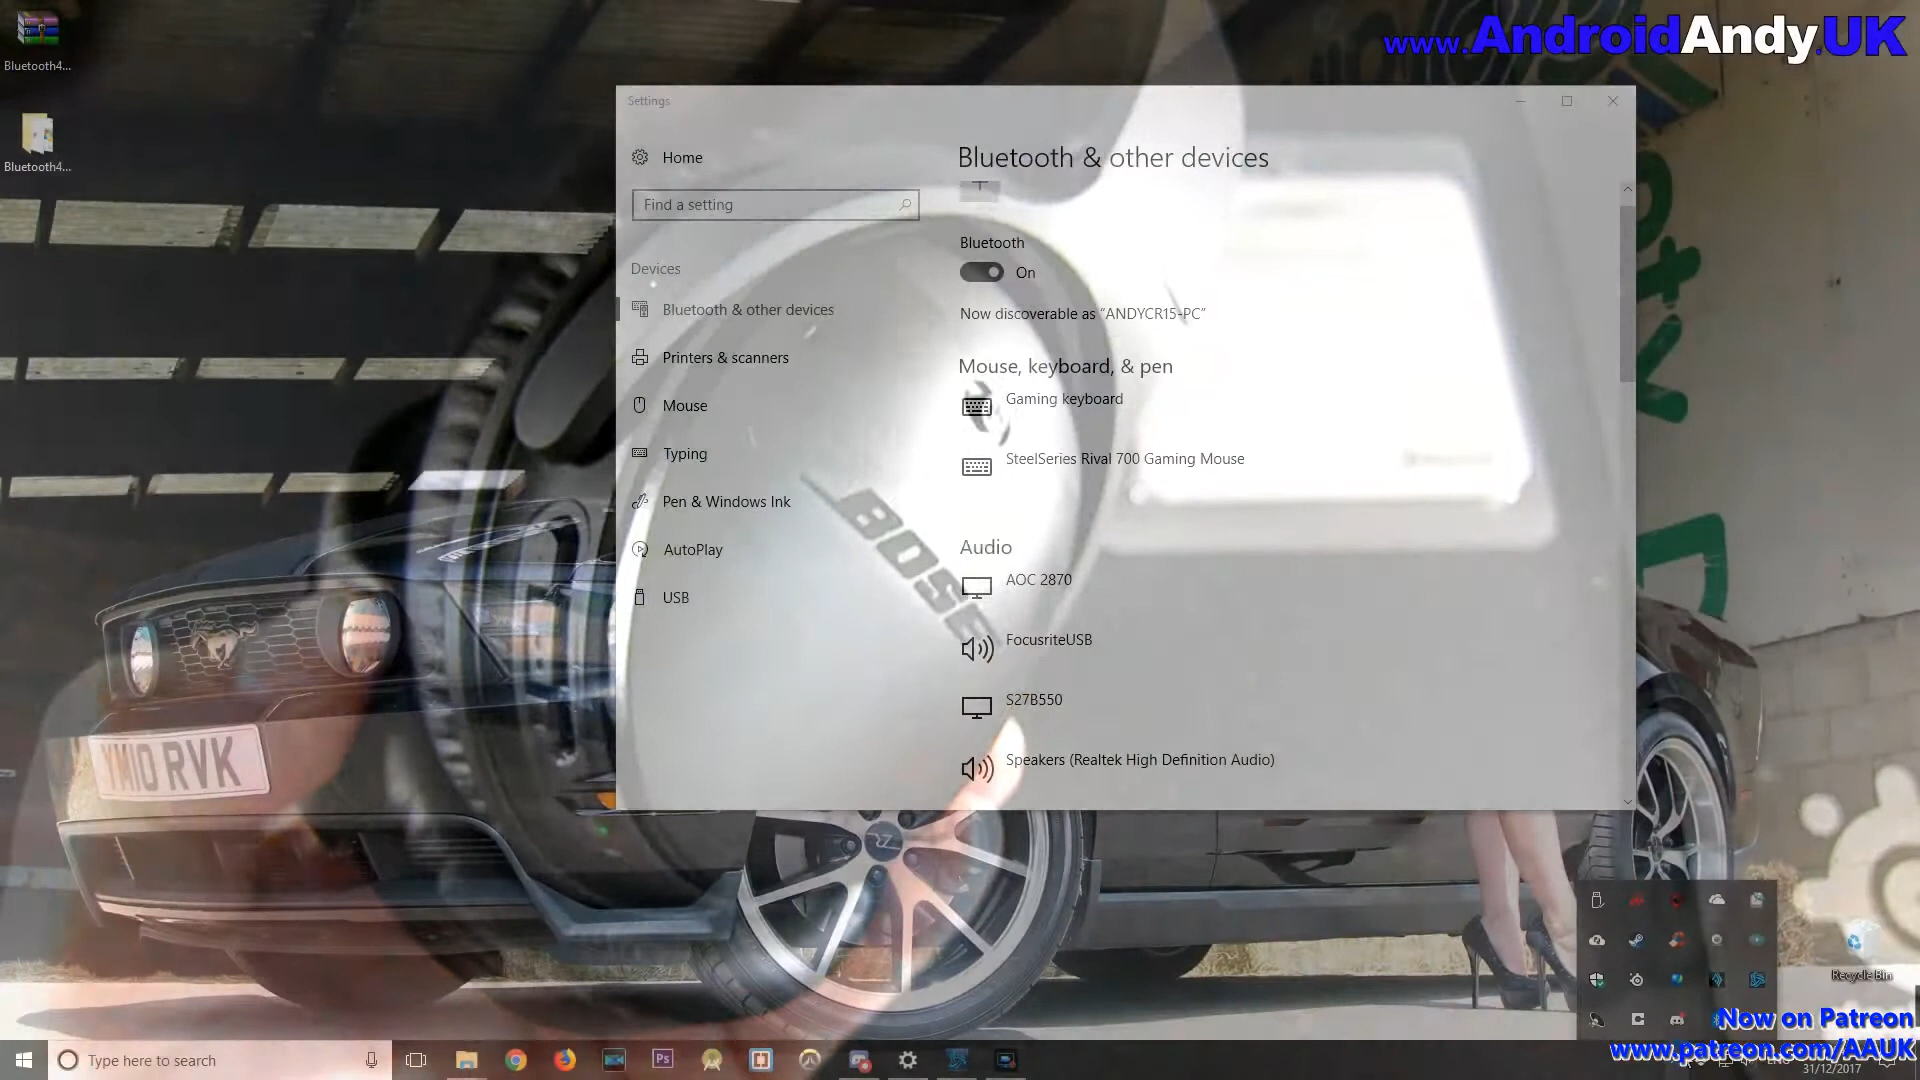 Bluetooth4...
Bluetooth4...
www.AndroidAndy.UK
Settings
Home
Find a setting
Devices
Bluetooth & other devices
Printers & scanners
Mouse
Typing
Pen & Windows Ink
AutoPlay
USB
Bluetooth & other devices
Bluetooth
On
Now discoverable as “ANDYCR15-PC”
Mouse, keyboard, & pen
Gaming keyboard
SteelSeries Rival 700 Gaming Mouse
Audio
AOC 2870
FocusriteUSB
S27B550
Speakers (Realtek High Definition Audio)
BOSE
YM10 RVK
Recycle Bin
Now on Patreon
www.patreon.com/AAUK
Type here to search
Ps
31/12/2017